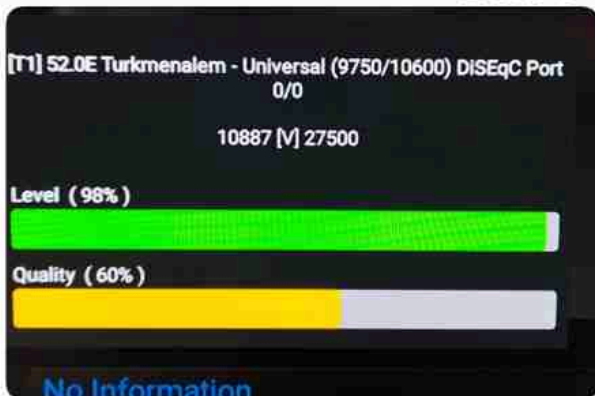 [T1] 52.0E Turkmenalem - Universal (9750/10600) DiSEqC Port
0/0
10887 [V] 27500
Level ( 98% )
Quality ( 60% )
No Information